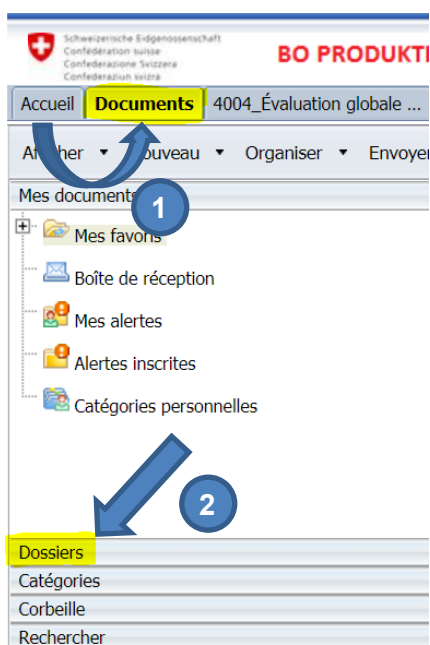 Schweizerische Eidgenossenschaft
Confédération suisse
Confederazione Svizzera
Confederaziun svizra
BO PRODUKTI
Accueil Documents 4004_Évaluation globale ...
Organiser Envoyer
Mes documents
1
Mes favoris
Boîte de réception
Mes alertes
Alertes inscrites
Catégories personnelles
2
Dossiers
Catégories
Corbeille
Rechercher